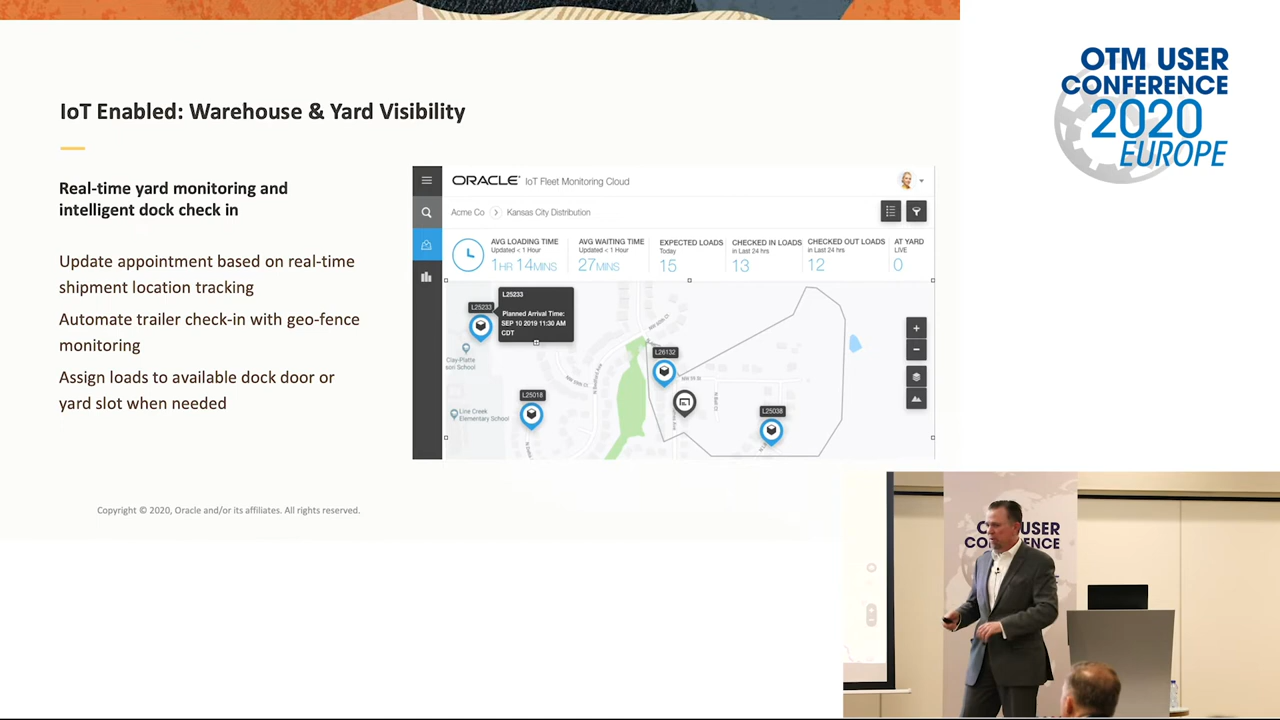 IoT Enabled: Warehouse & Yard Visibility
Real-time yard monitoring and
intelligent dock check in
Update appointment based on real-time
shipment location tracking
Automate trailer check-in with geo-fence
monitoring
Assign loads to available dock door or
yard slot when needed
ORACLE IoT Fleet Monitoring Cloud
Acme Co > Kansas City Distribution
AVG LOADING TIME
Updated < 1 Hour
1HR 14MINS
AVG WAITING TIME
Updated < 1 Hour
27MINS
EXPECTED LOADS
Today
15
CHECKED IN LOADS
in Last 24 hrs
13
CHECKED OUT LOADS
in Last 24 hrs
12
AT YARD
LIVE
0
L25233
L25233
Planned Arrival Time:
SEP 10 2019 11:30 AM
CDT
Clay-Platte
sori School
L26132
L25018
Line Creek
Elementary School
L25038
Copyright © 2020, Oracle and/or its affiliates. All rights reserved.
OTM USER
CONFERENCE
2020
EUROPE
USER